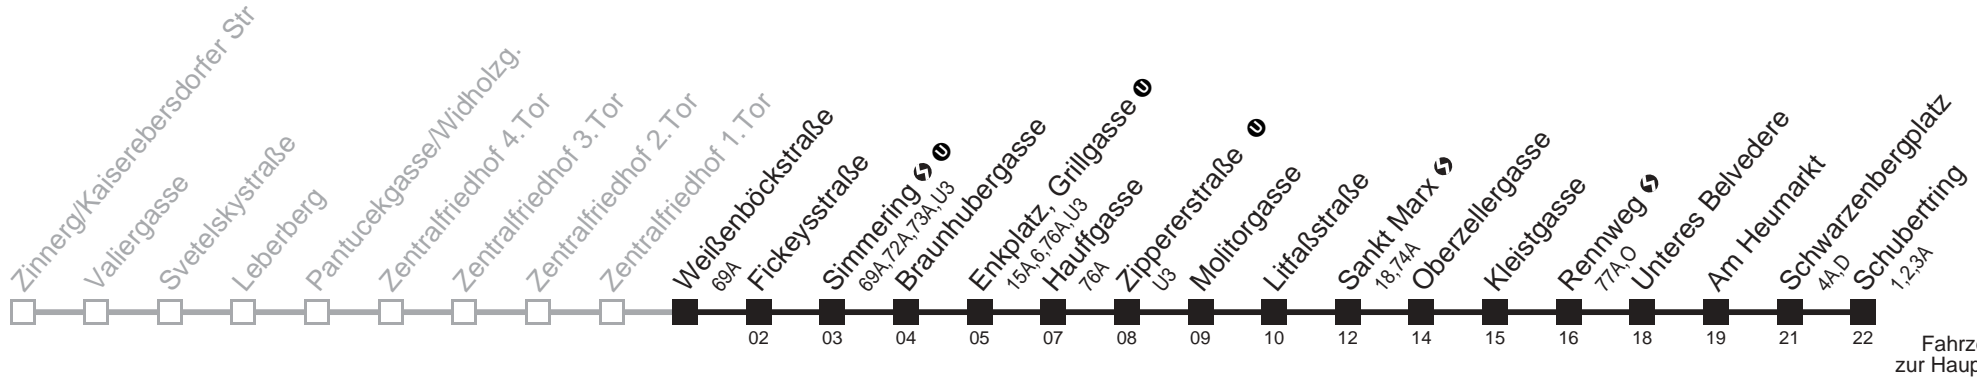 Zinnerg/Kaiserebersdorfer Str
Valiergasse
Svetelskystraße
Leberberg
Pantucekgasse/Widholzg.
Zentralfriedhof 4.Tor
Zentralfriedhof 3.Tor
Zentralfriedhof 2.Tor
Zentralfriedhof 1.Tor
Weißenböckstraße
69A
Fickeysstraße
Simmering S U
69A,72A,73A,U3
Braunhubergasse
Enkplatz, Grillgasse U
15A,6,76A,U3
Hauffgasse
76A
Zippererstraße U
U3
Molitorgasse
Litfaßstraße
Sankt Marx S
18,74A
Oberzellergasse
Kleistgasse
Rennweg S
77A,O
Unteres Belvedere
Am Heumarkt
Schwarzenbergplatz
4A,D
Schubertring
1,2,3A
02 03 04 05 07 08 09 10 12 14 15 16 18 19 21 22
Fahrze
zur Haup